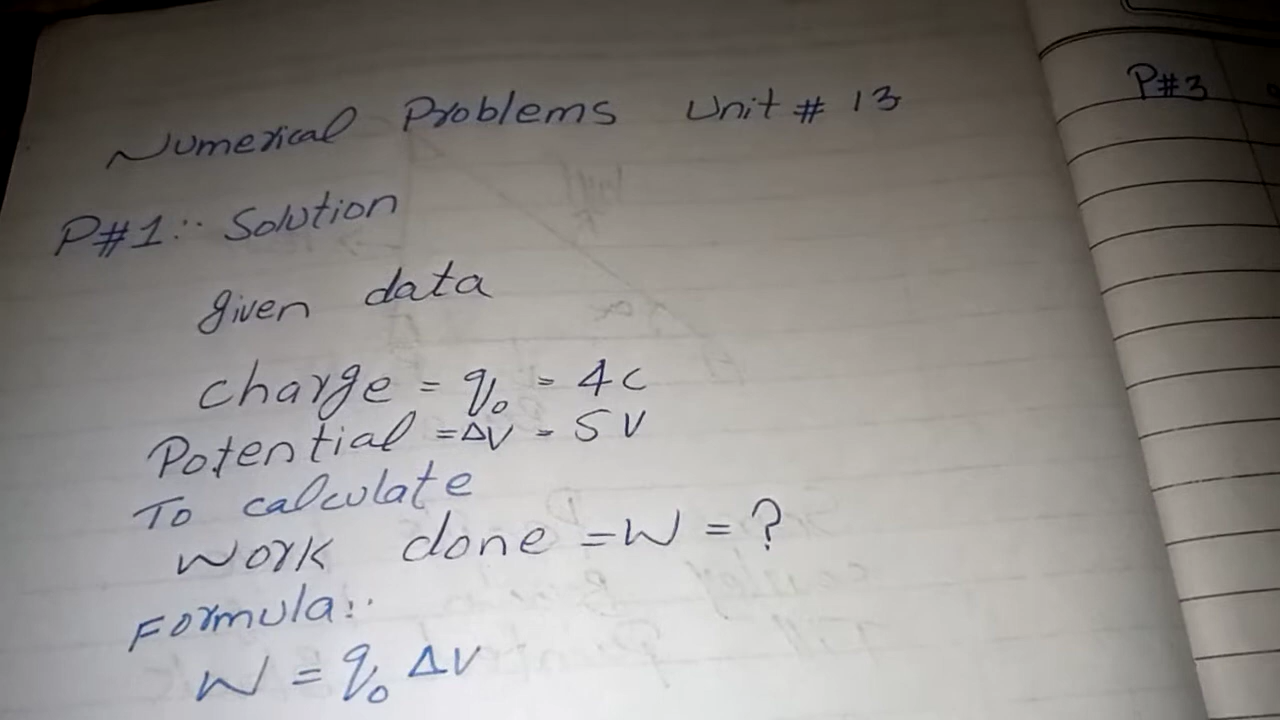 Numerical Problems Unit # 13
P#3
P#1:: Solution
given data
charge = q₀ = 4C
Potential = ΔV = 5V
To calculate
Work done = W = ?
Formula::
W = q₀ ΔV